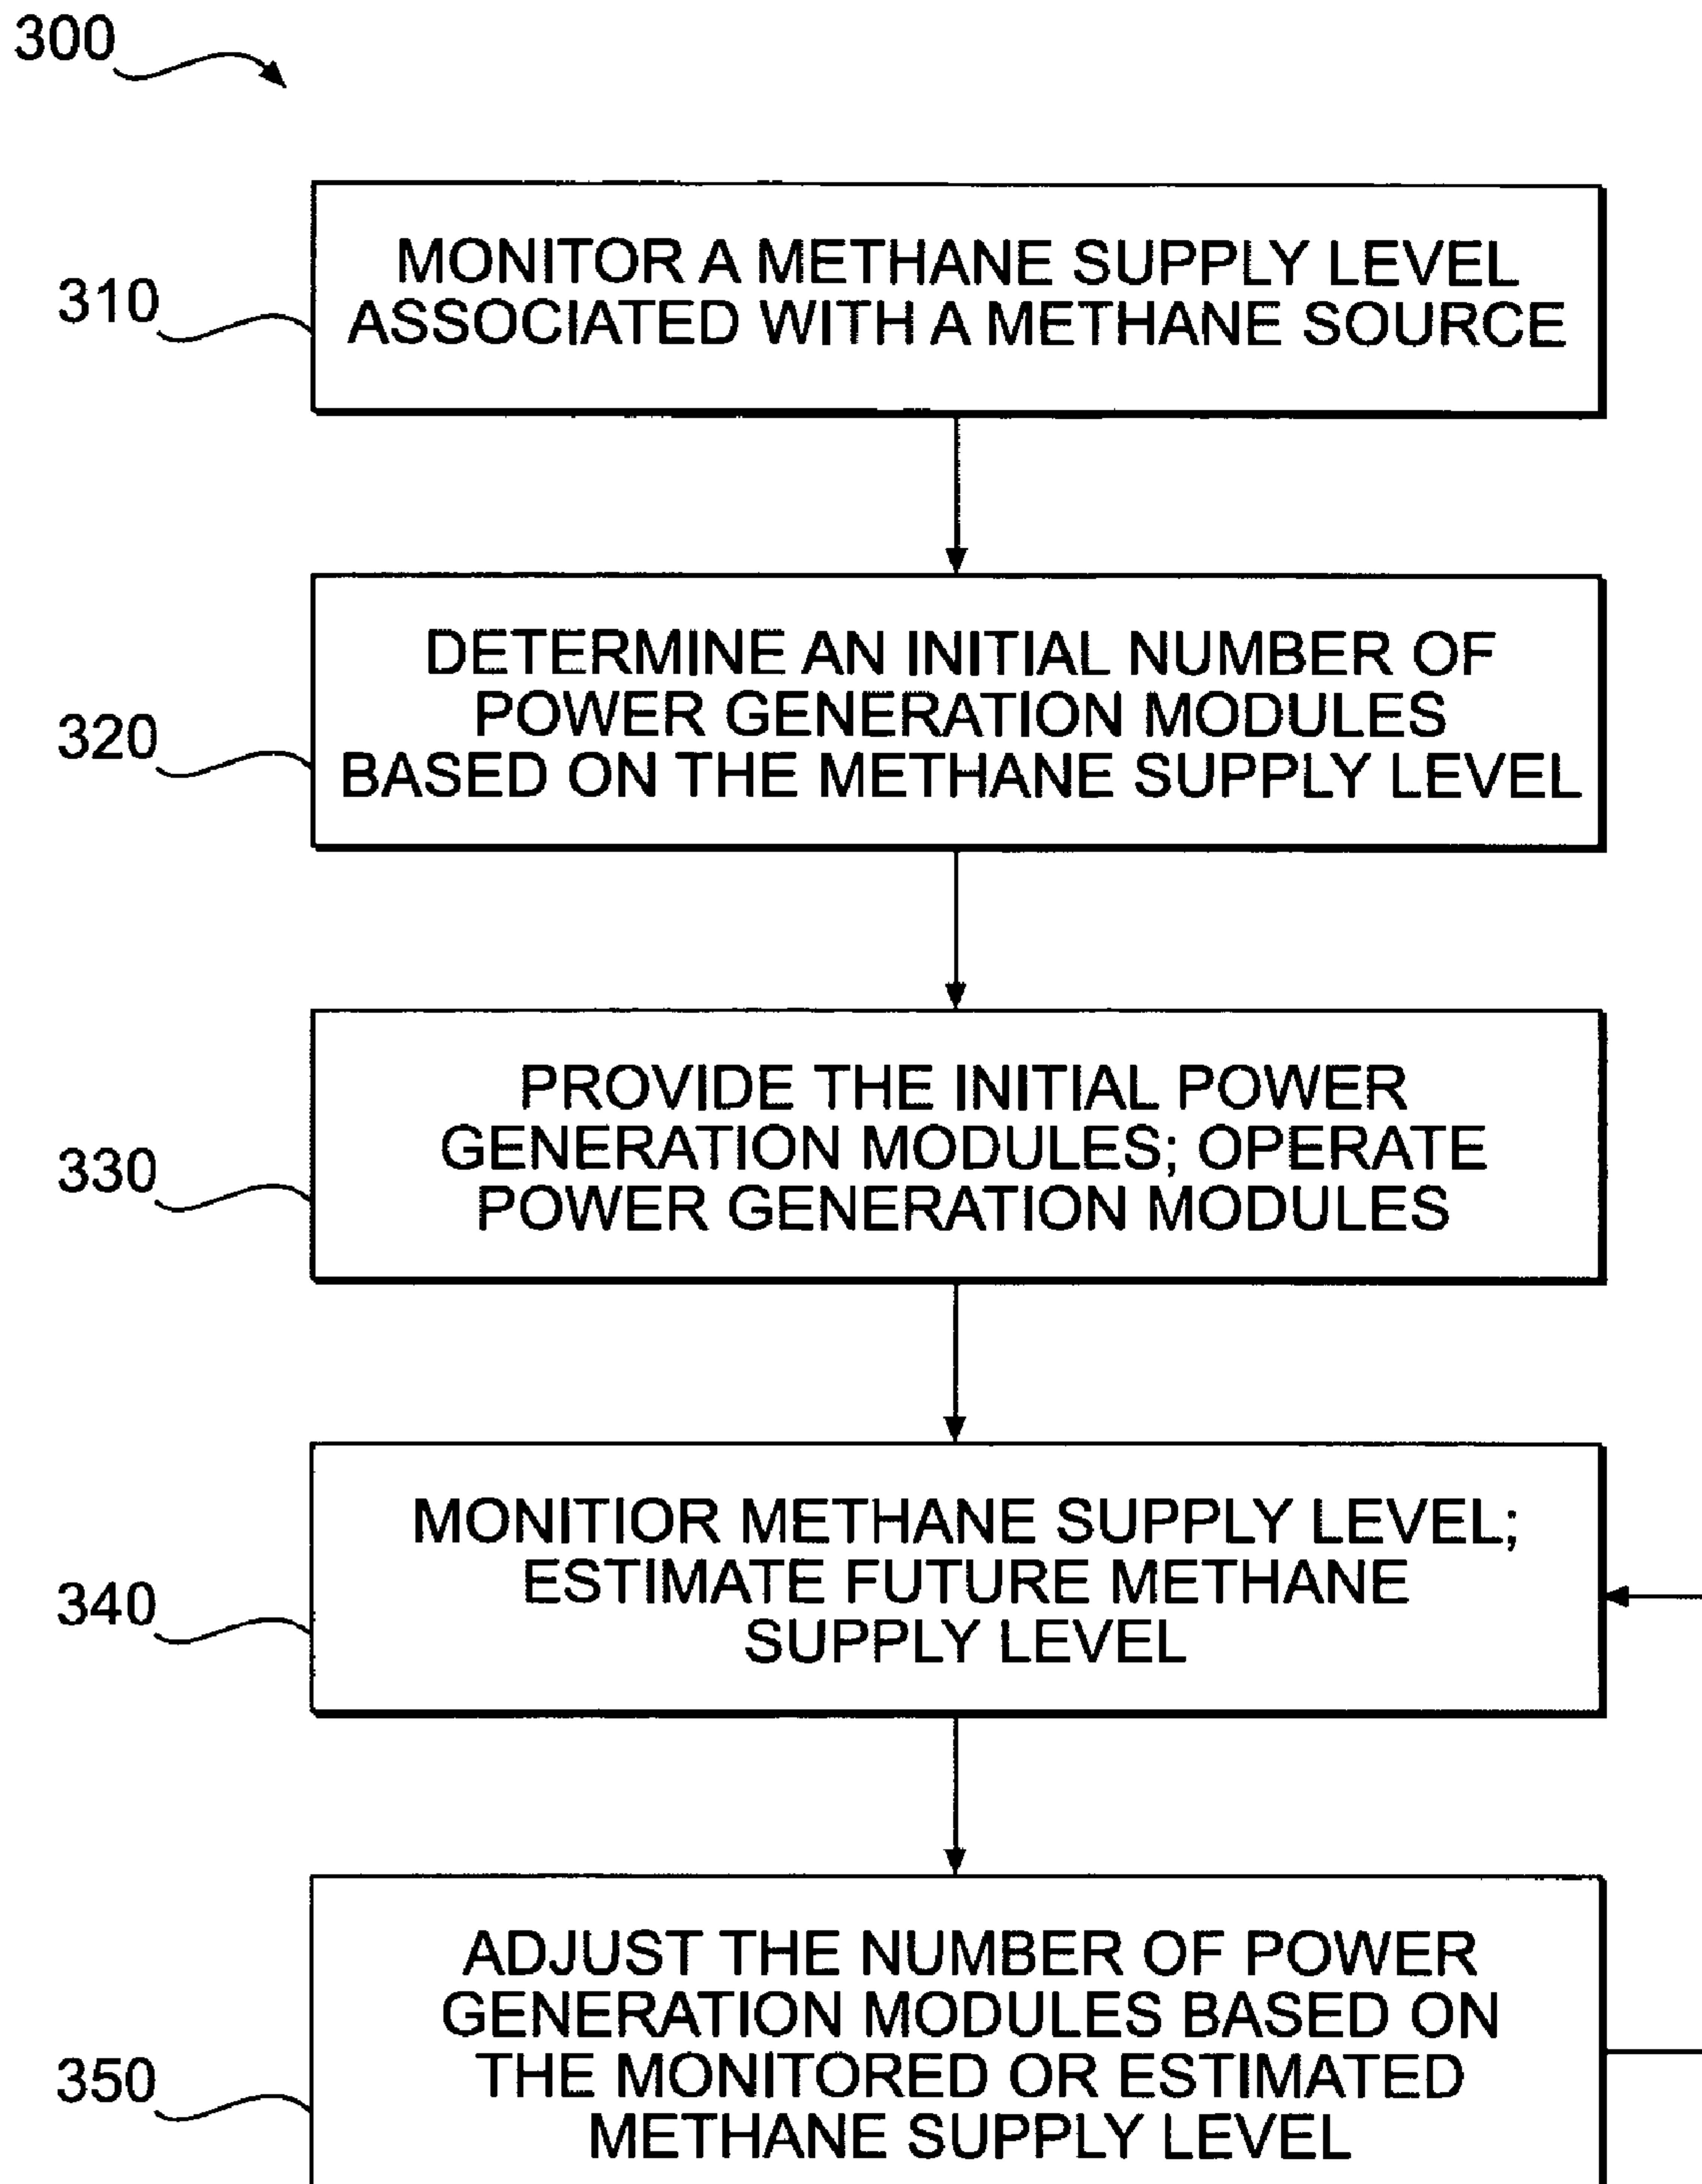 300
310
MONITOR A METHANE SUPPLY LEVEL
ASSOCIATED WITH A METHANE SOURCE
320
DETERMINE AN INITIAL NUMBER OF
POWER GENERATION MODULES
BASED ON THE METHANE SUPPLY LEVEL
330
PROVIDE THE INITIAL POWER
GENERATION MODULES; OPERATE
POWER GENERATION MODULES
340
MONITIOR METHANE SUPPLY LEVEL;
ESTIMATE FUTURE METHANE
SUPPLY LEVEL
350
ADJUST THE NUMBER OF POWER
GENERATION MODULES BASED ON
THE MONITORED OR ESTIMATED
METHANE SUPPLY LEVEL